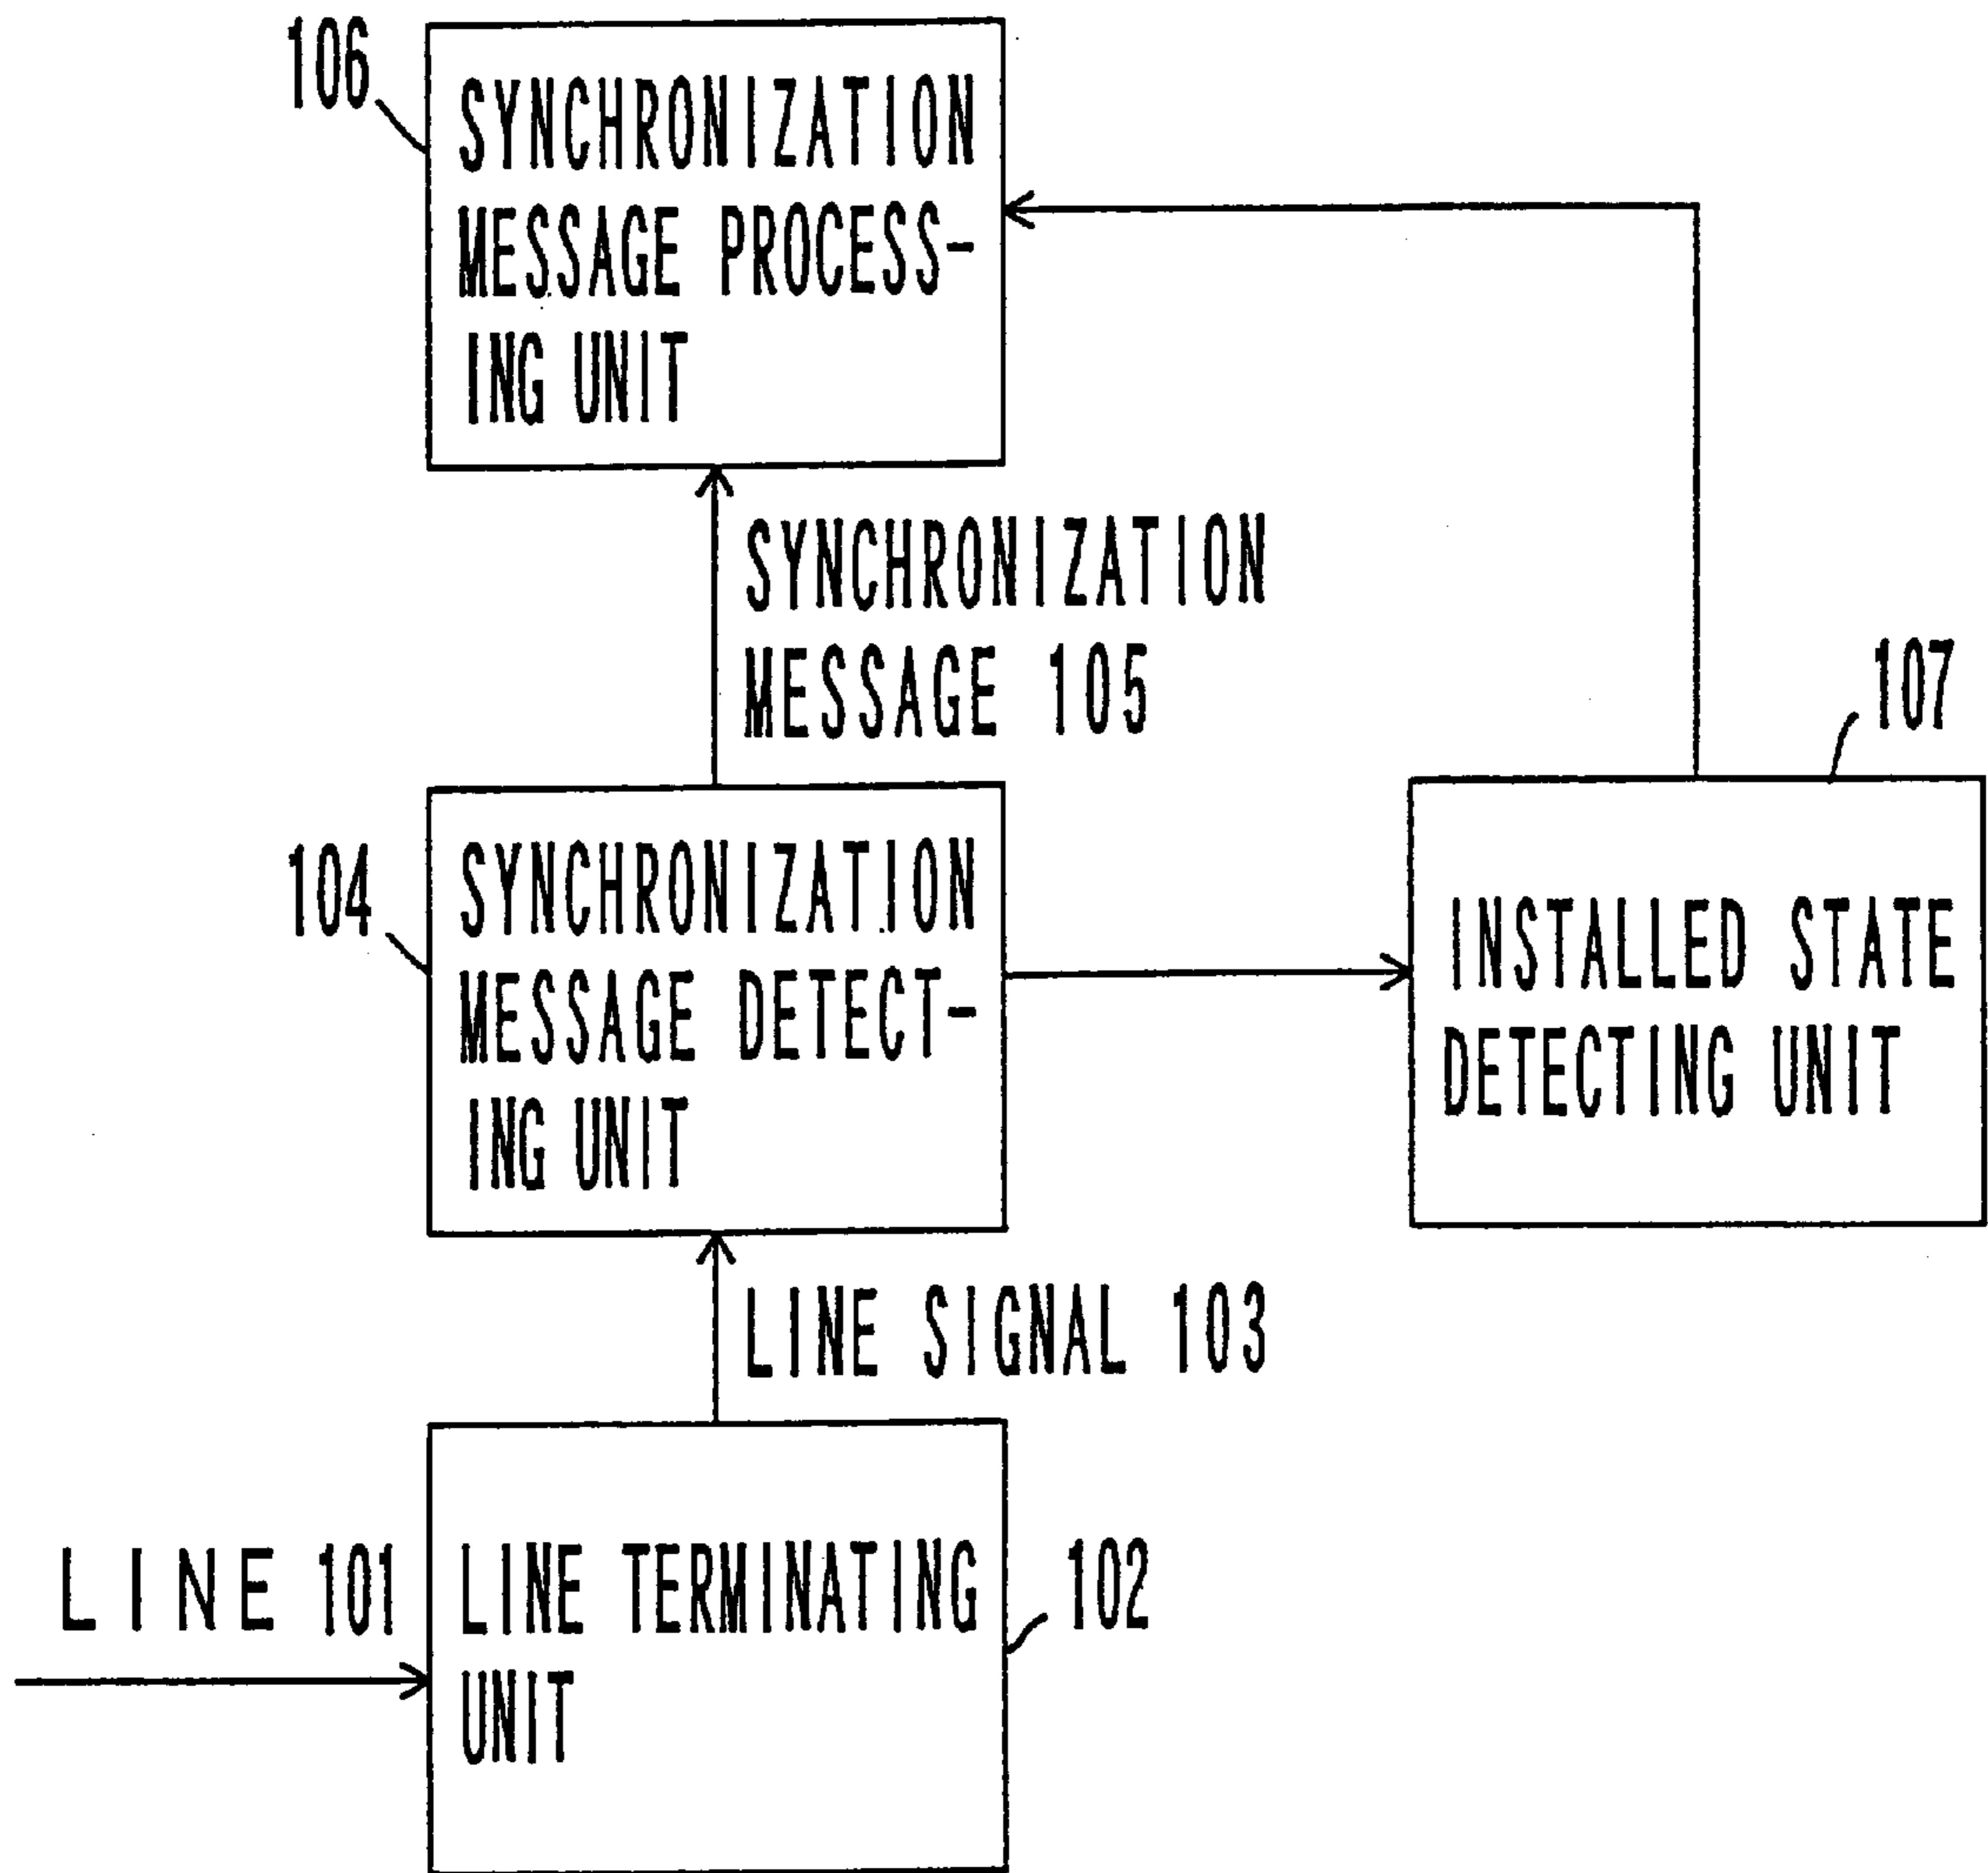 106
SYNCHRONIZATION
MESSAGE PROCESS-
ING UNIT
SYNCHRONIZATION
MESSAGE 105
107
104
SYNCHRONIZATION
MESSAGE DETECT-
ING UNIT
INSTALLED STATE
DETECTING UNIT
LINE SIGNAL 103
LINE 101
LINE TERMINATING
UNIT
102